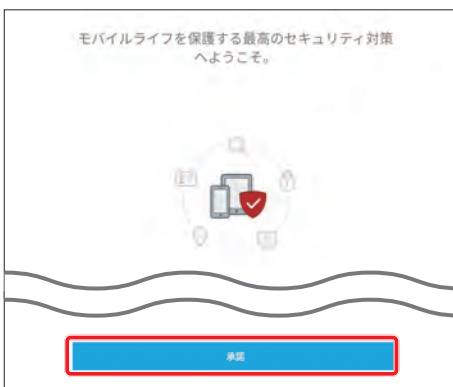 モバイルライフを保護する最高のセキュリティ対策
へようこそ。
承諾